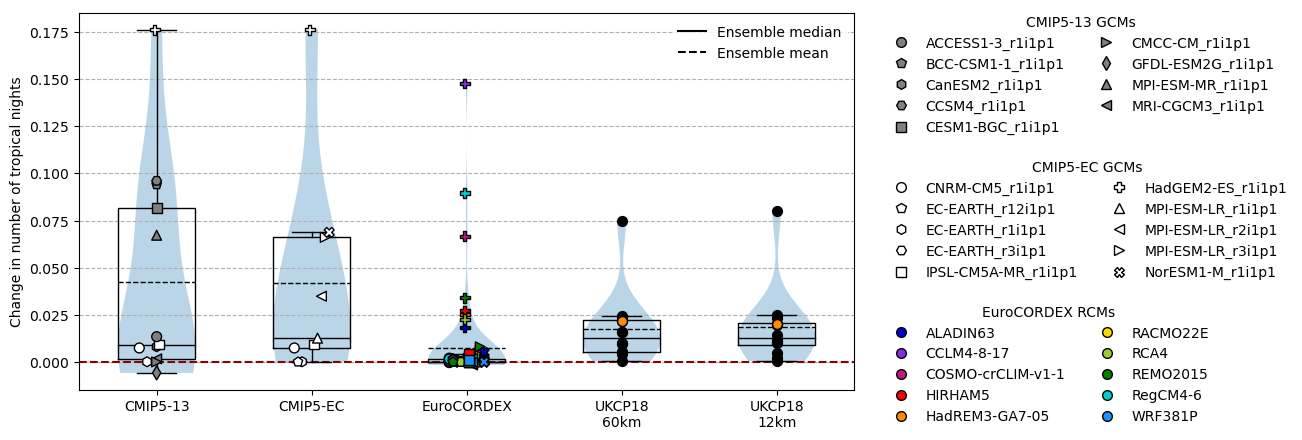 Change in number of tropical nights
0.175
0.150
0.125
0.100
0.075
0.050
0.025
0.000
Ensemble median
Ensemble mean
CMIP5-13
CMIP5-EC
EuroCORDEX
UKCP18
60km
UKCP18
12km
CMIP5-13 GCMs
ACCESS1-3_r1i1p1
BCC-CSM1-1_r1i1p1
CanESM2_r1i1p1
CCSM4_r1i1p1
CESM1-BGC_r1i1p1
CMCC-CM_r1i1p1
GFDL-ESM2G_r1i1p1
MPI-ESM-MR_r1i1p1
MRI-CGCM3_r1i1p1
CMIP5-EC GCMs
CNRM-CM5_r1i1p1
EC-EARTH_r12i1p1
EC-EARTH_r1i1p1
EC-EARTH_r3i1p1
IPSL-CM5A-MR_r1i1p1
HadGEM2-ES_r1i1p1
MPI-ESM-LR_r1i1p1
MPI-ESM-LR_r2i1p1
MPI-ESM-LR_r3i1p1
NorESM1-M_r1i1p1
EuroCORDEX RCMs
ALADIN63
CCLM4-8-17
COSMO-crCLIM-v1-1
HIRHAM5
HadREM3-GA7-05
RACMO22E
RCA4
REMO2015
RegCM4-6
WRF381P